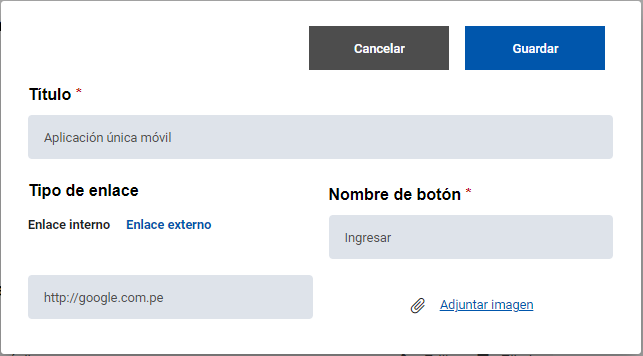 Cancelar
Guardar
Título *
Aplicación única móvil
Tipo de enlace
Nombre de botón *
Enlace interno
Enlace externo
Ingresar
http://google.com.pe
Adjuntar imagen